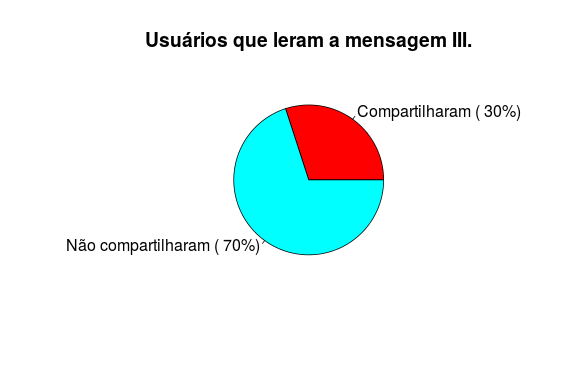 Usuários que leram a mensagem III.
Compartilharam ( 30%)
Não compartilharam ( 70%)